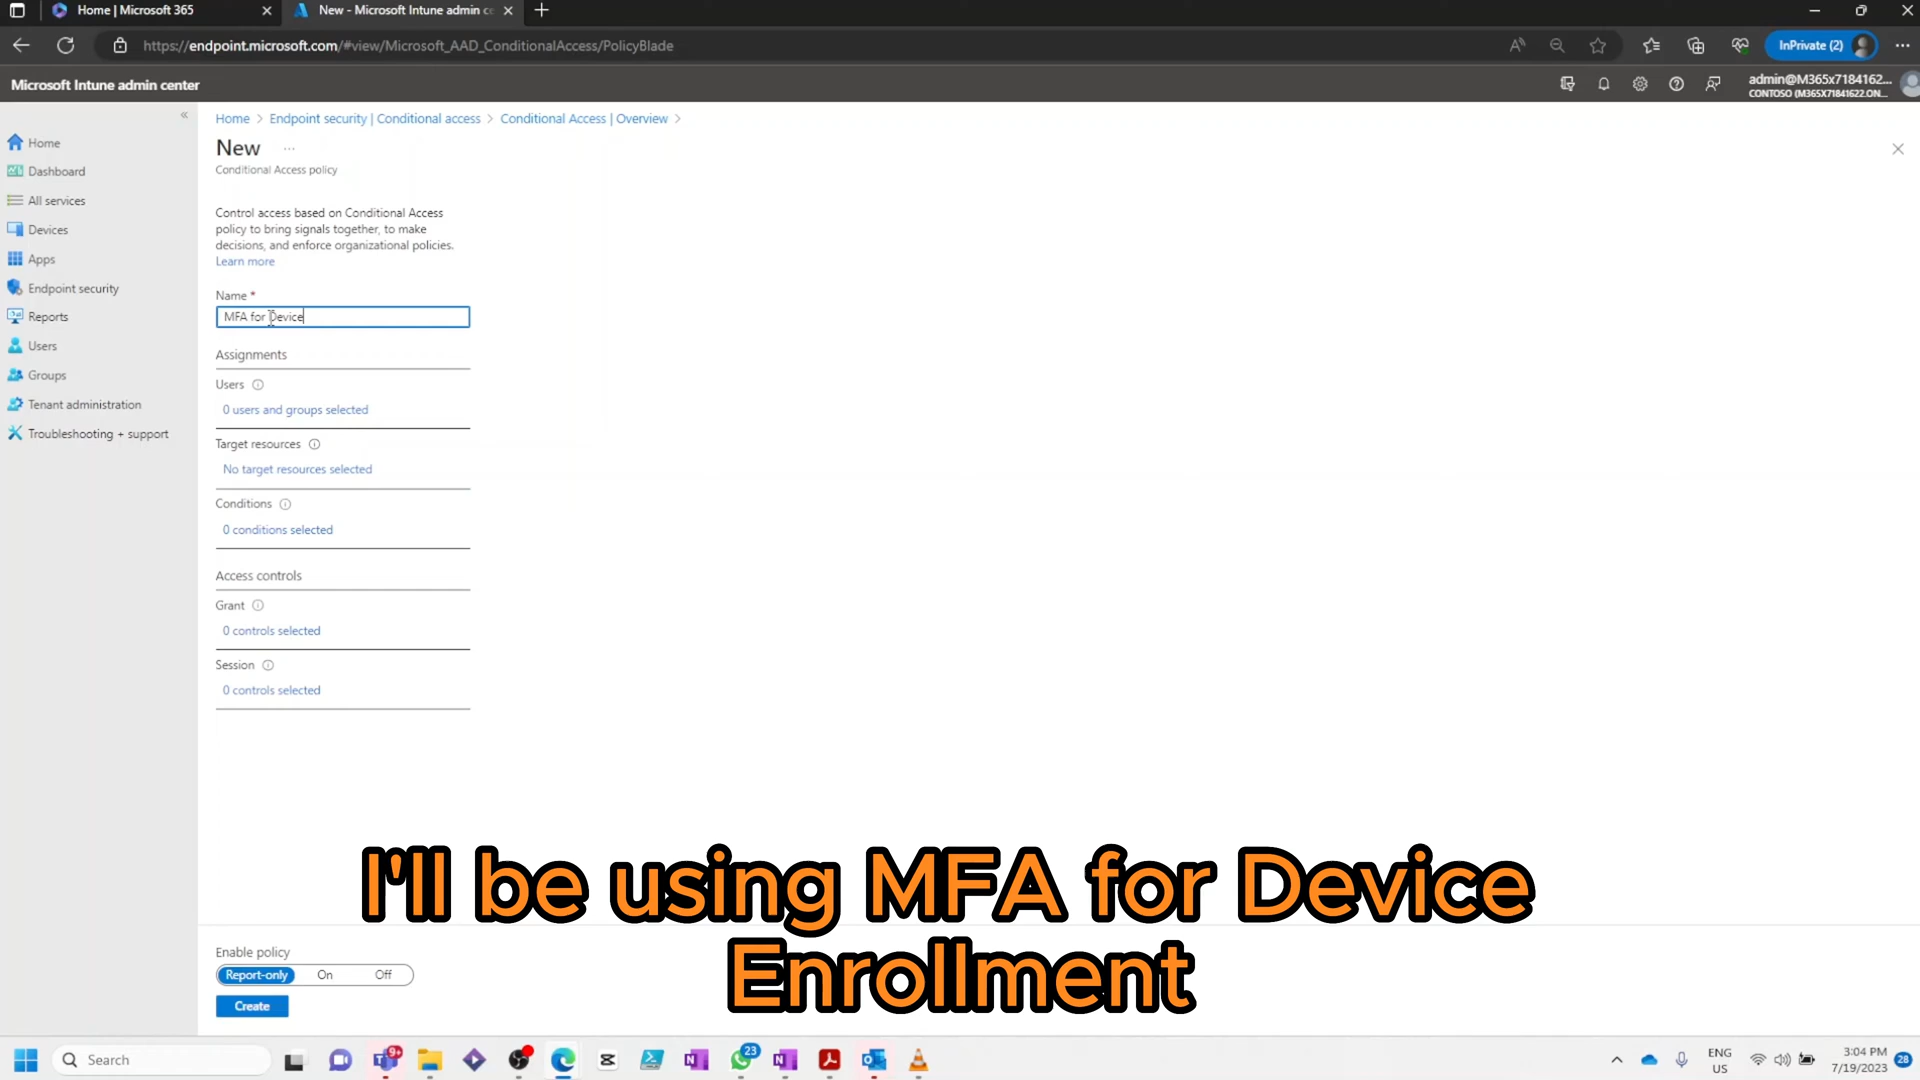 Home | Microsoft 365
New - Microsoft Intune admin ce
https://endpoint.microsoft.com/#view/Microsoft_AAD_ConditionalAccess/PolicyBlade
InPrivate (2)
Microsoft Intune admin center
admin@M365x7184162...
CONTOSO (M365X71841622.ON...
Home > Endpoint security | Conditional access > Conditional Access | Overview >
New ...
Conditional Access policy
Home
Dashboard
All services
Devices
Apps
Endpoint security
Reports
Users
Groups
Tenant administration
Troubleshooting + support
Control access based on Conditional Access
policy to bring signals together, to make
decisions, and enforce organizational policies.
Learn more
Name *
MFA for Device
Assignments
Users
0 users and groups selected
Target resources
No target resources selected
Conditions
0 conditions selected
Access controls
Grant
0 controls selected
Session
0 controls selected
I'll be using MFA for Device
Enrollment
Enable policy
Report-only On Off
Create
Search
9+
23
ENG
US
3:04 PM
7/19/2023
28